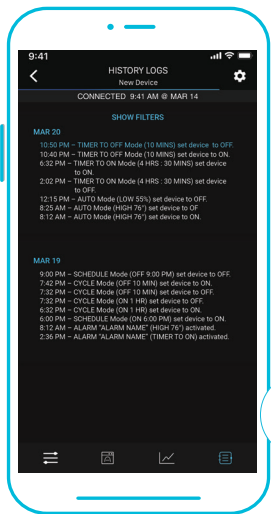 9:41
HISTORY LOGS
New Device
CONNECTED 9:41 AM @ MAR 14
SHOW FILTERS
MAR 20
10:50 PM – TIMER TO OFF Mode (10 MINS) set device to OFF.
10:40 PM – TIMER TO OFF Mode (10 MINS) set device to ON.
6:32 PM – TIMER TO ON Mode (4 HRS : 30 MINS) set device
to ON.
2:02 PM – TIMER TO ON Mode (4 HRS : 30 MINS) set device
to OFF.
12:15 PM – AUTO Mode (LOW 55%) set device to OFF.
8:25 AM – AUTO Mode (HIGH 76°) set device to OF
8:12 AM – AUTO Mode (HIGH 76°) set device to ON.
MAR 19
9:00 PM – SCHEDULE Mode (OFF 9:00 PM) set device to OFF.
7:42 PM – CYCLE Mode (OFF 10 MIN) set device to ON.
7:32 PM – CYCLE Mode (OFF 10 MIN) set device to OFF.
7:32 PM – CYCLE Mode (ON 1 HR) set device to OFF.
6:32 PM – CYCLE Mode (ON 1 HR) set device to ON.
6:00 PM – SCHEDULE Mode (ON 6:00 PM) set device to ON.
8:12 AM – ALARM "ALARM NAME" (HIGH 76°) activated.
2:36 PM – ALARM "ALARM NAME" (TIMER TO ON) activated.